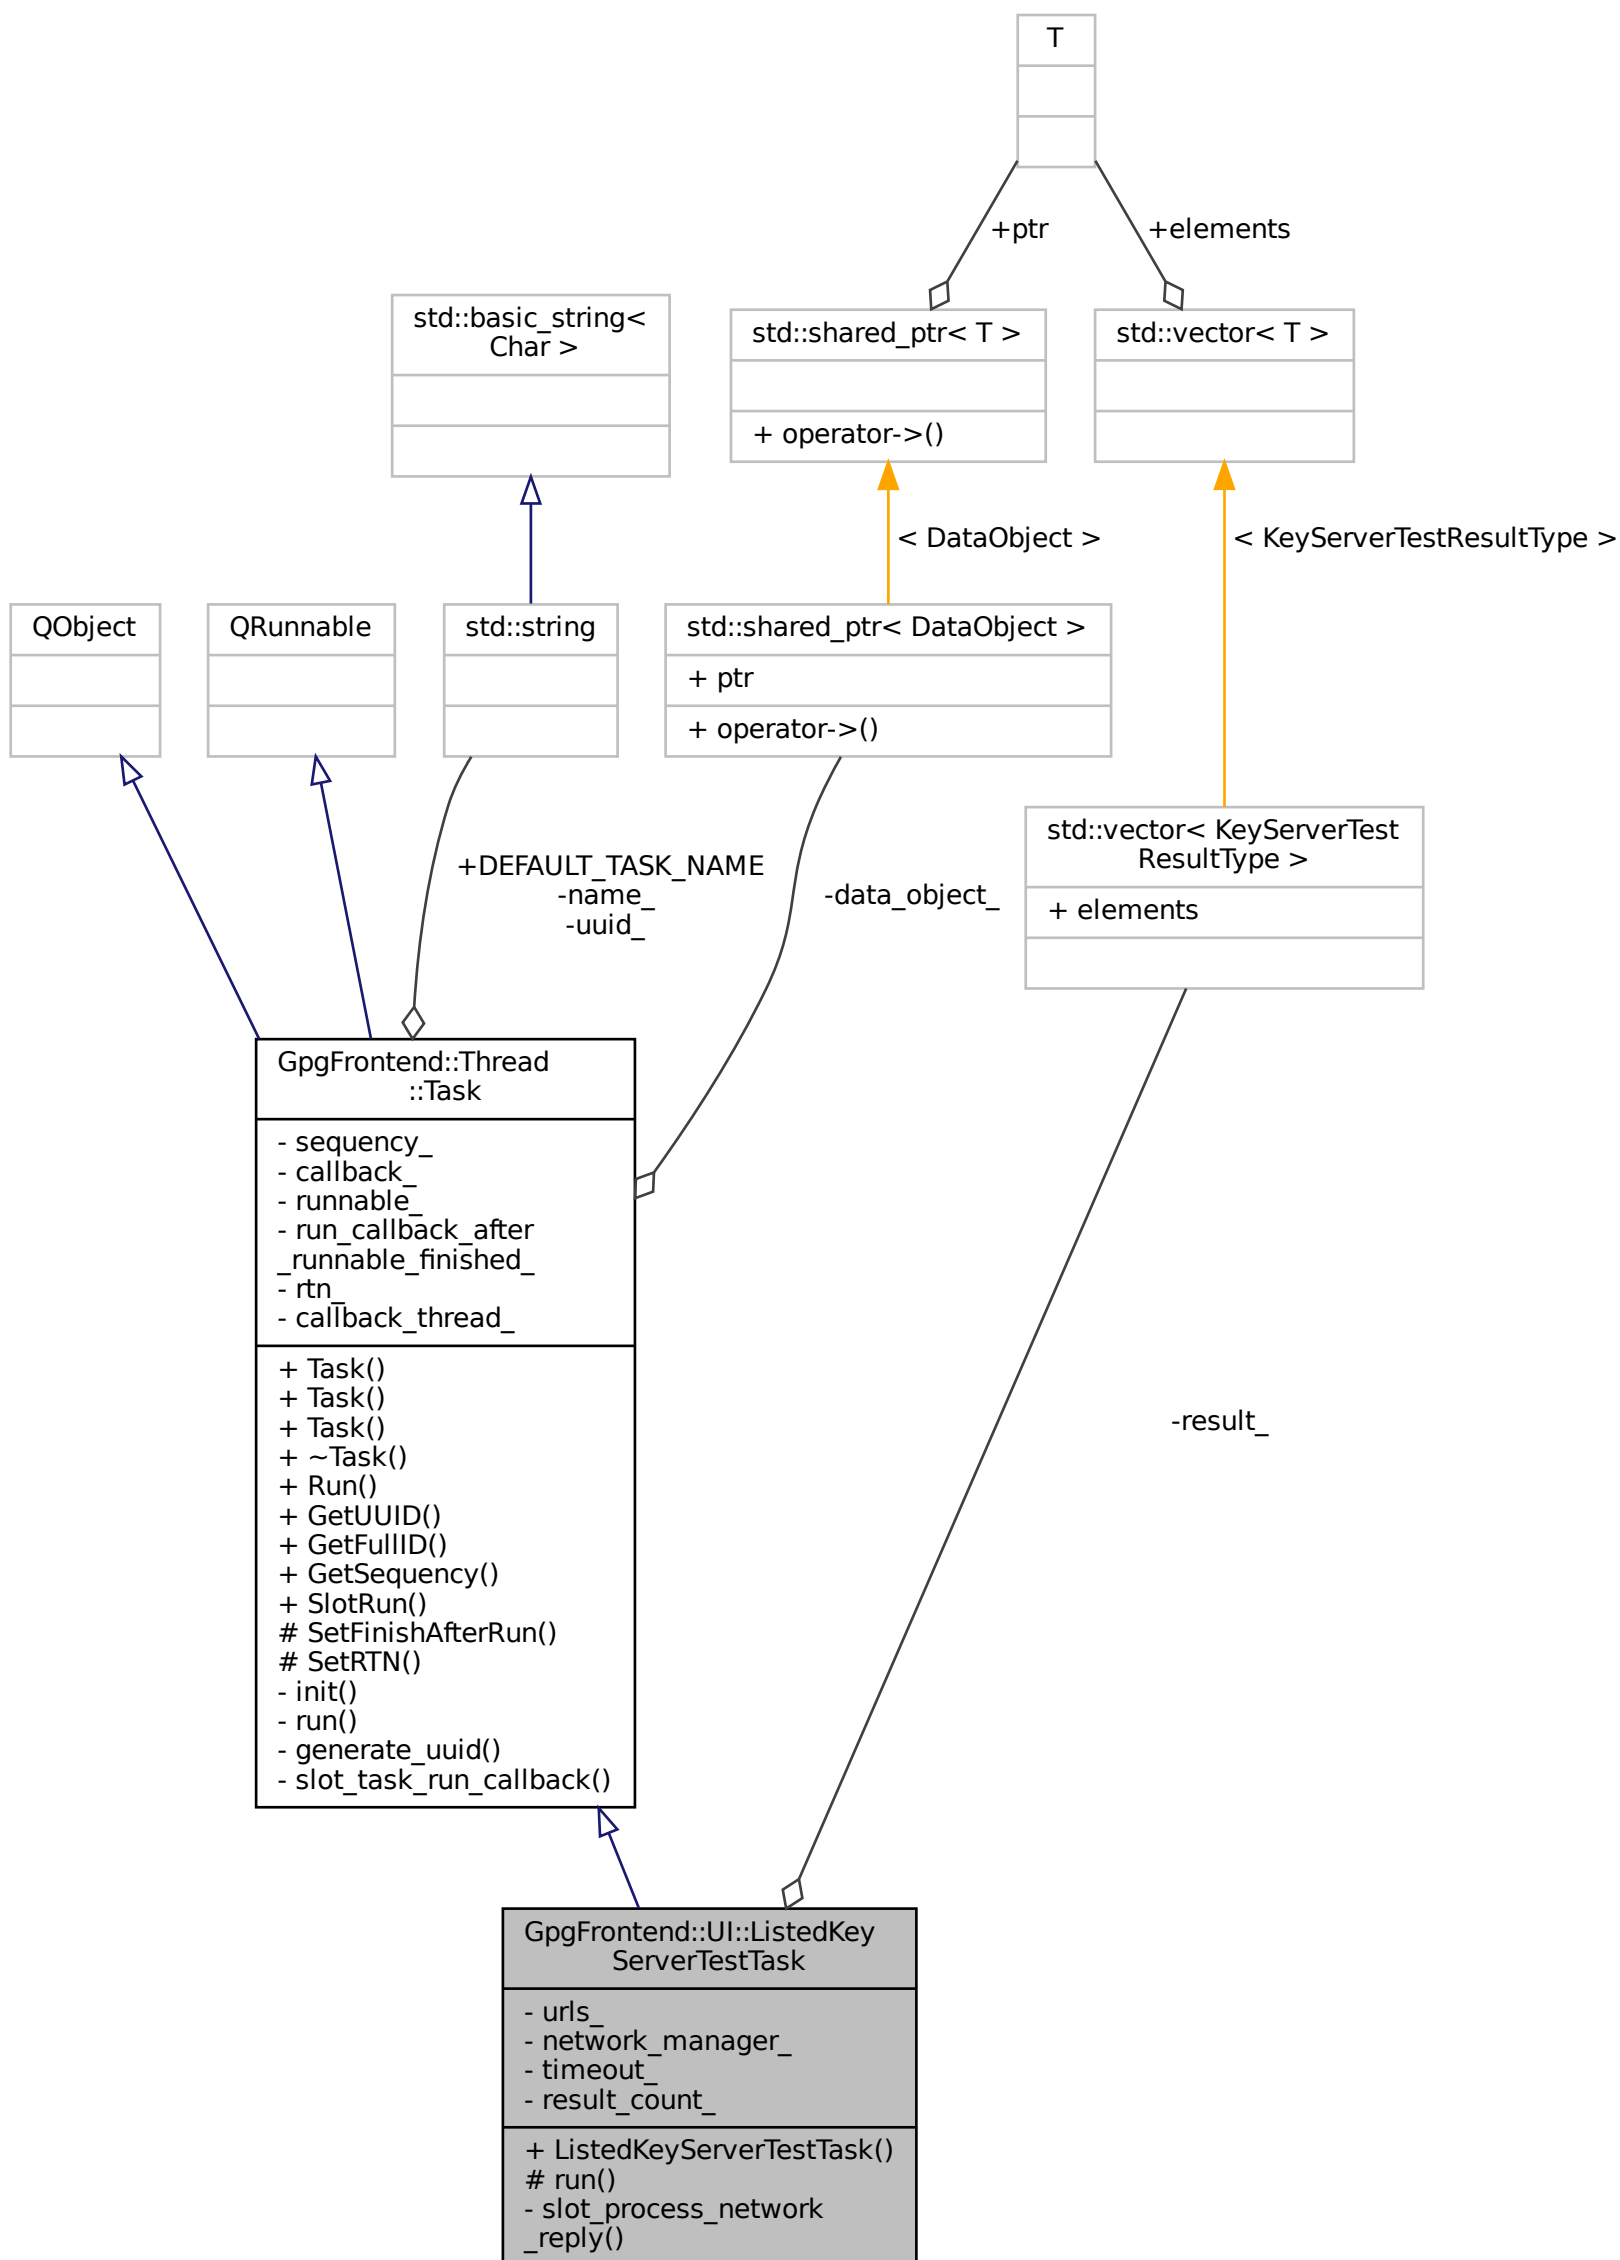 T
+ptr
+elements
std::basic_string<
Char >
std::shared_ptr< T >
+ operator->()
std::vector< T >
< DataObject >
< KeyServerTestResultType >
QObject
QRunnable
std::string
std::shared_ptr< DataObject >
+ ptr
+ operator->()
std::vector< KeyServerTest
ResultType >
+ elements
+DEFAULT_TASK_NAME
-name_
-uuid_
-data_object_
GpgFrontend::Thread
::Task
- sequency_
- callback_
- runnable_
- run_callback_after
_runnable_finished_
- rtn_
- callback_thread_
+ Task()
+ Task()
+ Task()
+ ~Task()
+ Run()
+ GetUUID()
+ GetFullID()
+ GetSequency()
+ SlotRun()
# SetFinishAfterRun()
# SetRTN()
- init()
- run()
- generate_uuid()
- slot_task_run_callback()
-result_
GpgFrontend::UI::ListedKey
ServerTestTask
- urls_
- network_manager_
- timeout_
- result_count_
+ ListedKeyServerTestTask()
# run()
- slot_process_network
_reply()